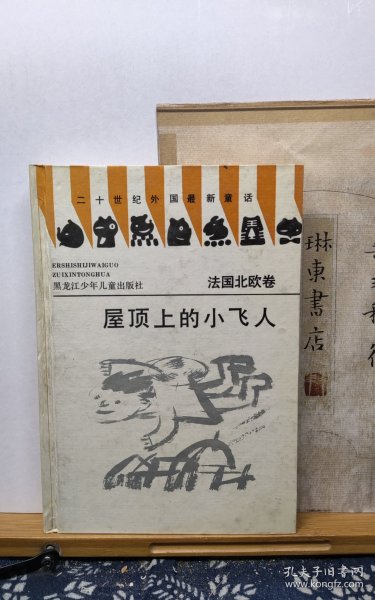 二十世纪外国最新童话
ERSHISHIJIWAIGUO
ZUIXINTONGHUA
黑龙江少年儿童出版社
法国北欧卷
屋顶上的小飞人
琳東書店
孔夫子旧书网
www.kongfz.com